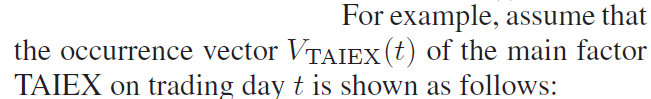 For example, assume that
the occurrence vector V_TAIEX(t) of the main factor
TAIEX on trading day t is shown as follows: